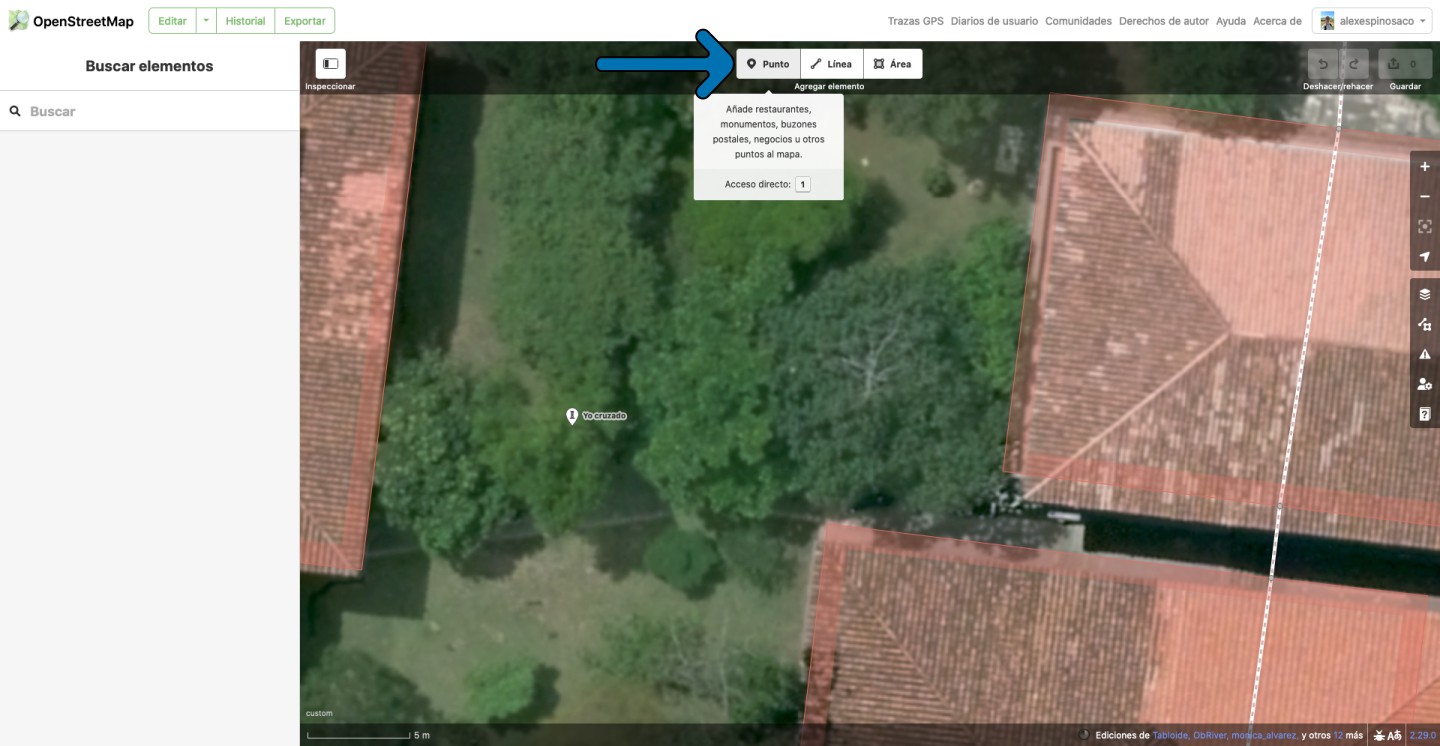 OpenStreetMap
Editar
Historial
Exportar
Trazas GPS Diarios de usuario Comunidades Derechos de autor Ayuda Acerca de
alexespinosaco
Buscar elementos
Buscar
Inspeccionar
Punto
Línea
Área
Agregar elemento
Deshacer/rehacer
0
Guardar
Añade restaurantes,
monumentos, buzones
postales, negocios u otros
puntos al mapa.
Acceso directo: 1
Yo cruzado
custom
5 m
Ediciones de Tabloide, ObRiver, monica_alvarez, y otros 12 más
2.29.0